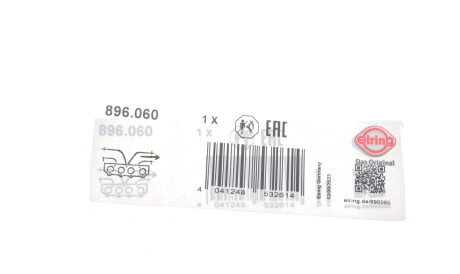 896.060
896.060
1 x
1 x
EAC
4 041248 532614
4 041248 532614
Elring Germany
elring
Das Original
elring.de/896060